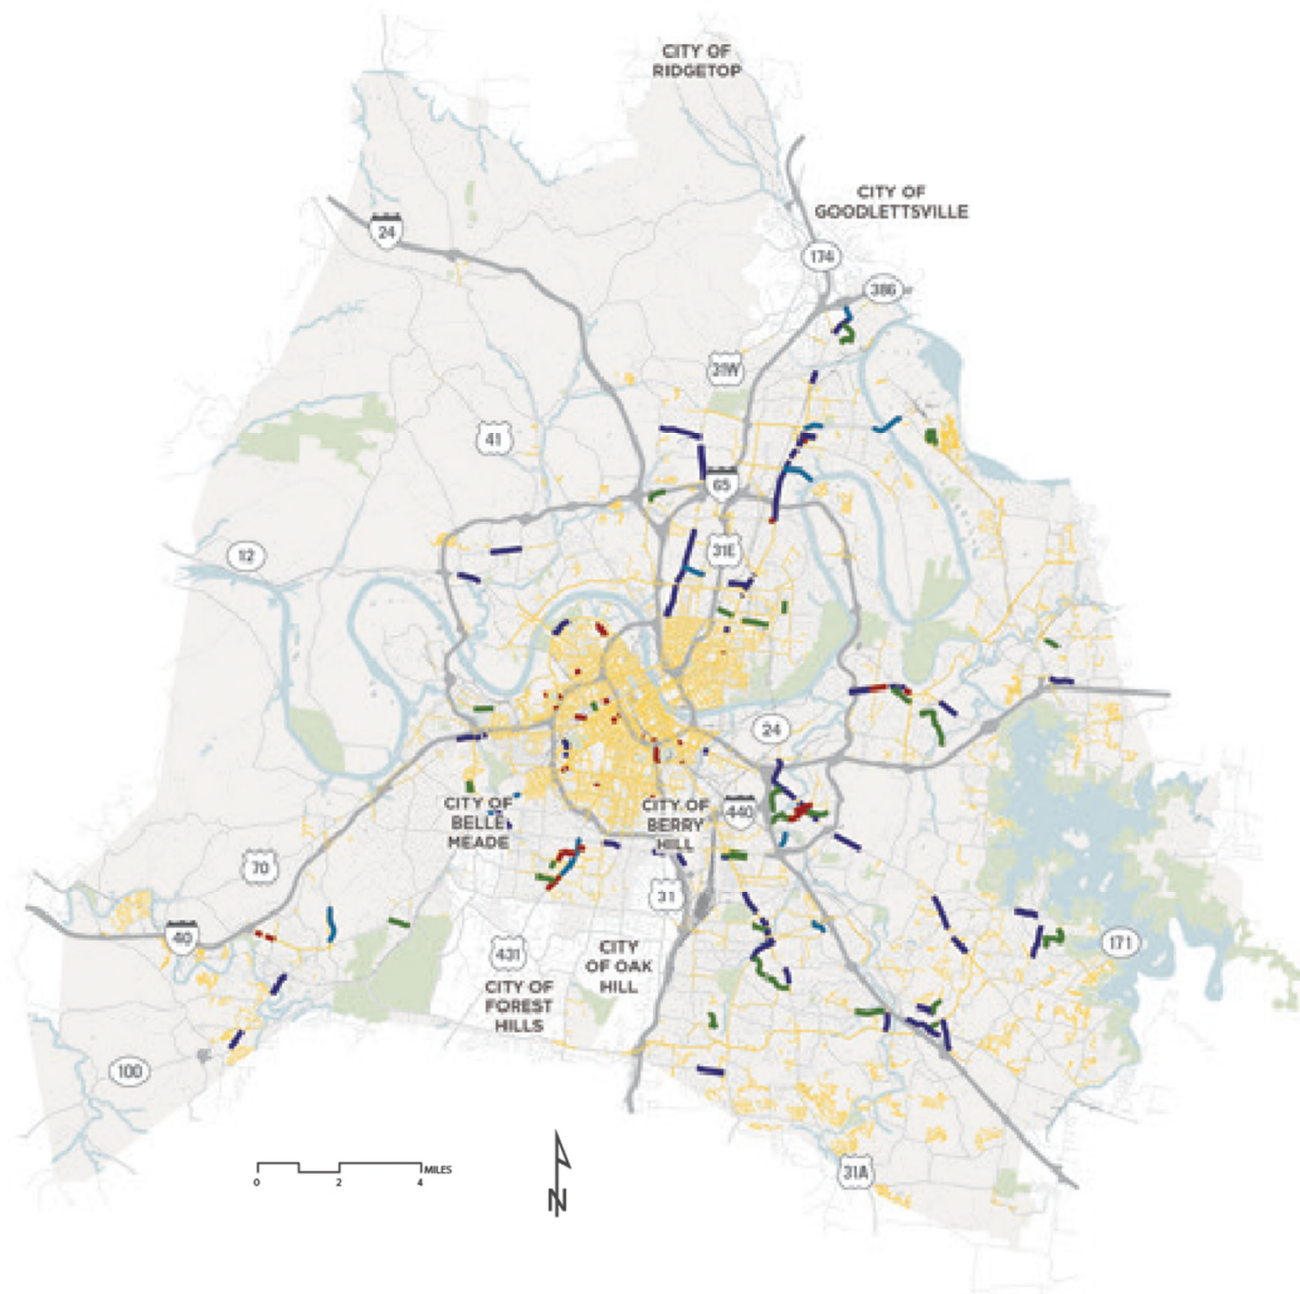 CITY OF
RIDGETOP
CITY OF
GOODLETTSVILLE
24
174
386
31W
41
65
12
31E
24
CITY OF
BELLE
MEADE
CITY OF
BERRY
HILL
440
70
31
40
431
CITY
OF OAK
HILL
171
CITY OF
FOREST
HILLS
100
MILES
0 2 4
N
31A